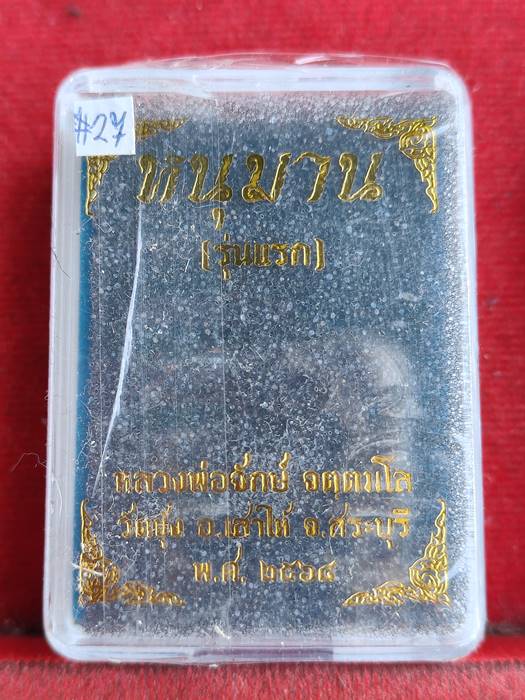 #27
หนุมาน
(รุ่นแรก)
หลวงพ่อจักษ์ จตฺตมโล
วัดชุ้ง อ.เสาไห้ จ.สระบุรี
พ.ศ. ๒๕๖๔